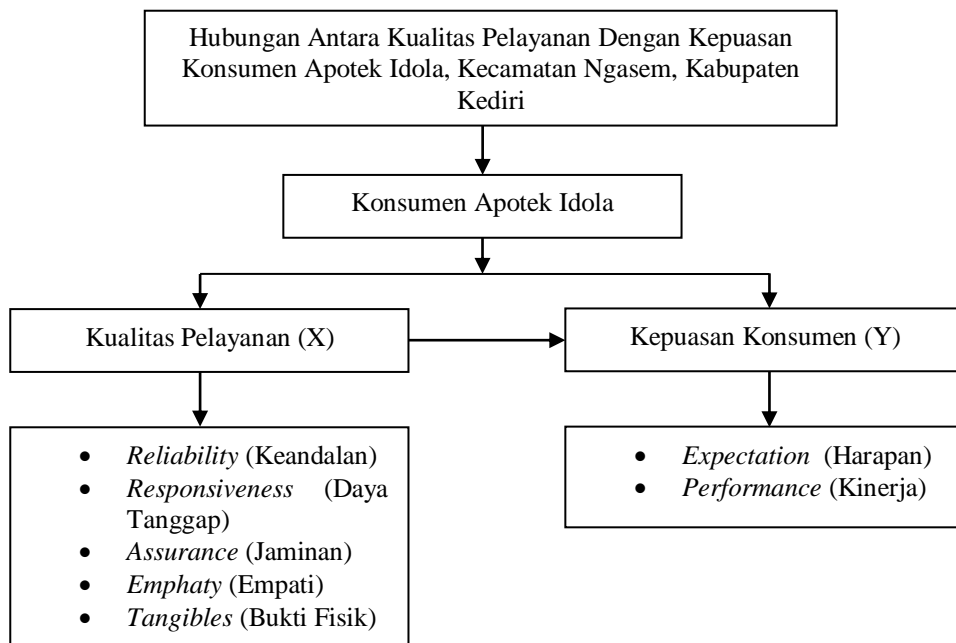 Hubungan Antara Kualitas Pelayanan Dengan Kepuasan
Konsumen Apotek Idola, Kecamatan Ngasem, Kabupaten
Kediri
Konsumen Apotek Idola
Kualitas Pelayanan (X)
Kepuasan Konsumen (Y)
• Reliability (Keandalan)
• Responsiveness (Daya
Tanggap)
• Assurance (Jaminan)
• Emphaty (Empati)
• Tangibles (Bukti Fisik)
• Expectation (Harapan)
• Performance (Kinerja)